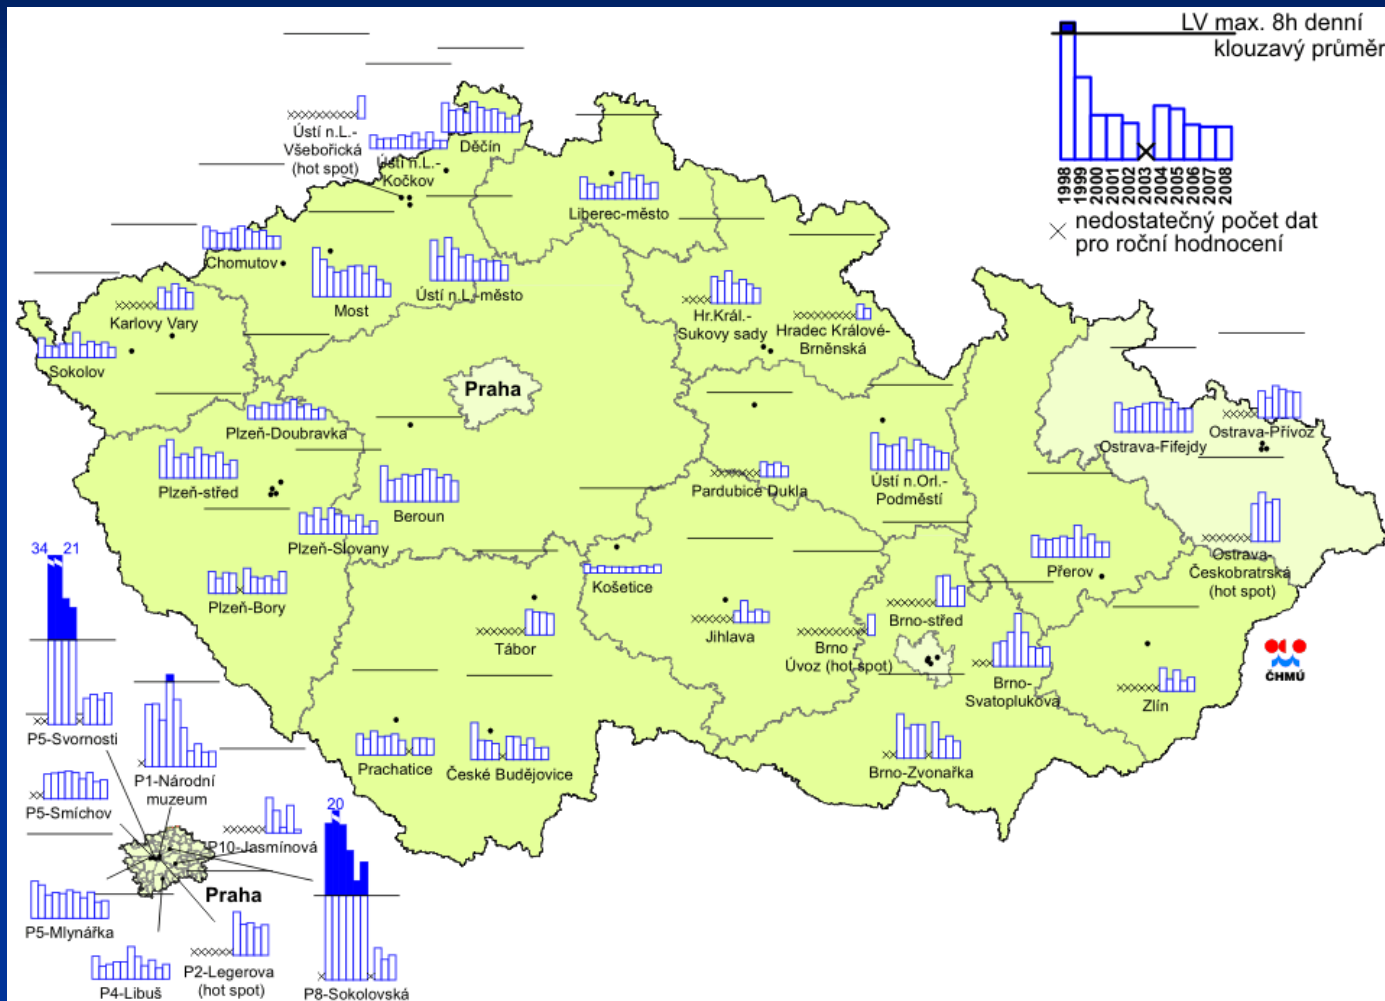 LV max. 8h denní
klouzavý průměr
1998
1999
2000
2001
2002
2003
2004
2005
2006
2007
2008
nedostatečný počet dat
pro roční hodnocení
Ústí n.L.-
Všebořická
(hot spot)
Ústí n.L.-
Kočkov
Děčín
Liberec-město
Chomutov
Most
Ústí n.L.-město
Karlovy Vary
Sokolov
Hr.Král.-
Sukovy sady
Hradec Králové-
Brněnská
Praha
Plzeň-Doubravka
Plzeň-střed
Beroun
Plzeň-Slovany
Plzeň-Bory
Pardubice Dukla
Ústí n.Orl.-
Podměstí
Ostrava-Fifejdy
Ostrava-Přívoz
Ostrava-
Českobratrská
(hot spot)
Přerov
Košetice
Tábor
Jihlava
Brno
Úvoz (hot spot)
Brno-střed
Brno-
Svatoplukova
Zlín
ČHMÚ
Prachatice
České Budějovice
Brno-Zvonařka
34
21
P5-Svornosti
P1-Národní
muzeum
P5-Smíchov
P10-Jasmínová
20
Praha
P5-Mlynářka
P4-Libuš
P2-Legerova
(hot spot)
P8-Sokolovská